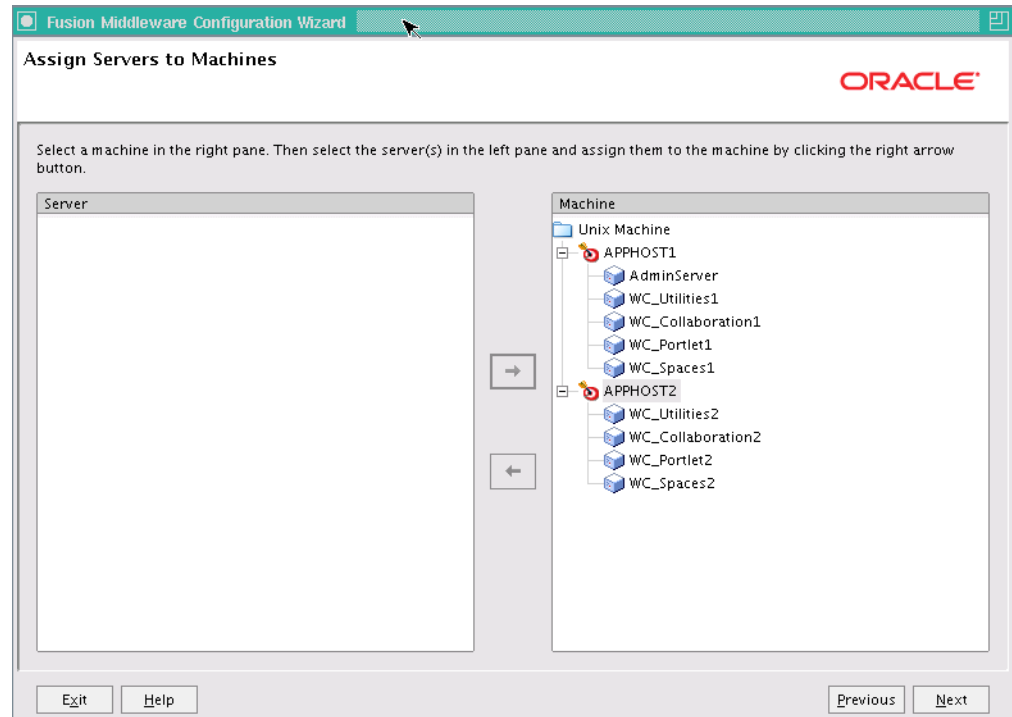 Fusion Middleware Configuration Wizard
Assign Servers to Machines
ORACLE
Select a machine in the right pane. Then select the server(s) in the left pane and assign them to the machine by clicking the right arrow
button.
Server
Machine
Unix Machine
APPHOST1
AdminServer
WC_Utilities1
WC_Collaboration1
WC_Portlet1
WC_Spaces1
APPHOST2
WC_Utilities2
WC_Collaboration2
WC_Portlet2
WC_Spaces2
Exit Help Previous Next